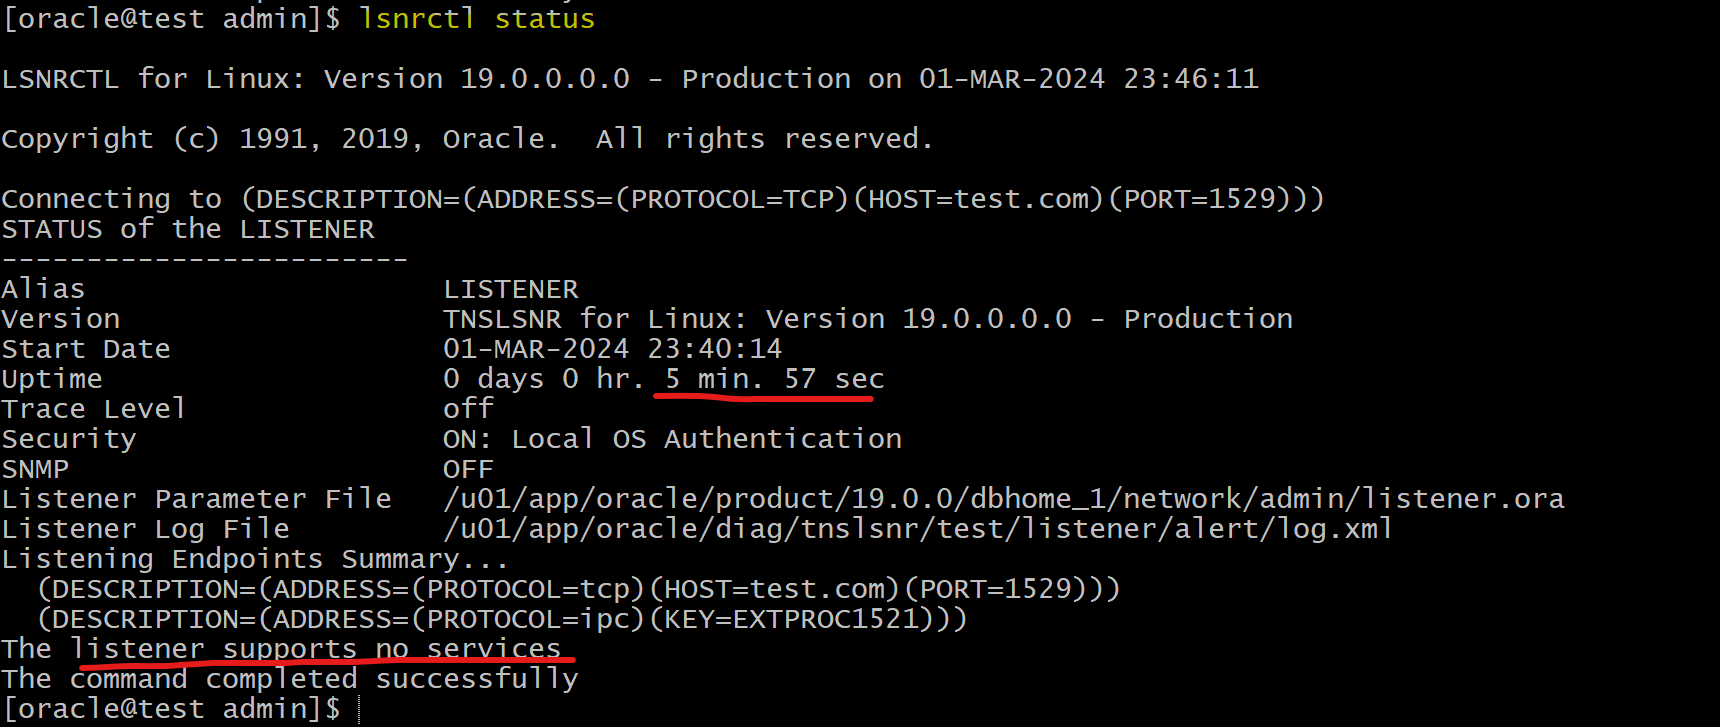 [oracle@test admin]$ lsnrctl status
LSNRCTL for Linux: Version 19.0.0.0.0 - Production on 01-MAR-2024 23:46:11
Copyright (c) 1991, 2019, Oracle.  All rights reserved.
Connecting to (DESCRIPTION=(ADDRESS=(PROTOCOL=TCP)(HOST=test.com)(PORT=1529)))
STATUS of the LISTENER
------------------------
Alias                     LISTENER
Version                   TNSLSNR for Linux: Version 19.0.0.0.0 - Production
Start Date                01-MAR-2024 23:40:14
Uptime                    0 days 0 hr. 5 min. 57 sec
Trace Level               off
Security                  ON: Local OS Authentication
SNMP                      OFF
Listener Parameter File   /u01/app/oracle/product/19.0.0/dbhome_1/network/admin/listener.ora
Listener Log File         /u01/app/oracle/diag/tnslsnr/test/listener/alert/log.xml
Listening Endpoints Summary...
  (DESCRIPTION=(ADDRESS=(PROTOCOL=tcp)(HOST=test.com)(PORT=1529)))
  (DESCRIPTION=(ADDRESS=(PROTOCOL=ipc)(KEY=EXTPROC1521)))
The listener supports no services
The command completed successfully
[oracle@test admin]$